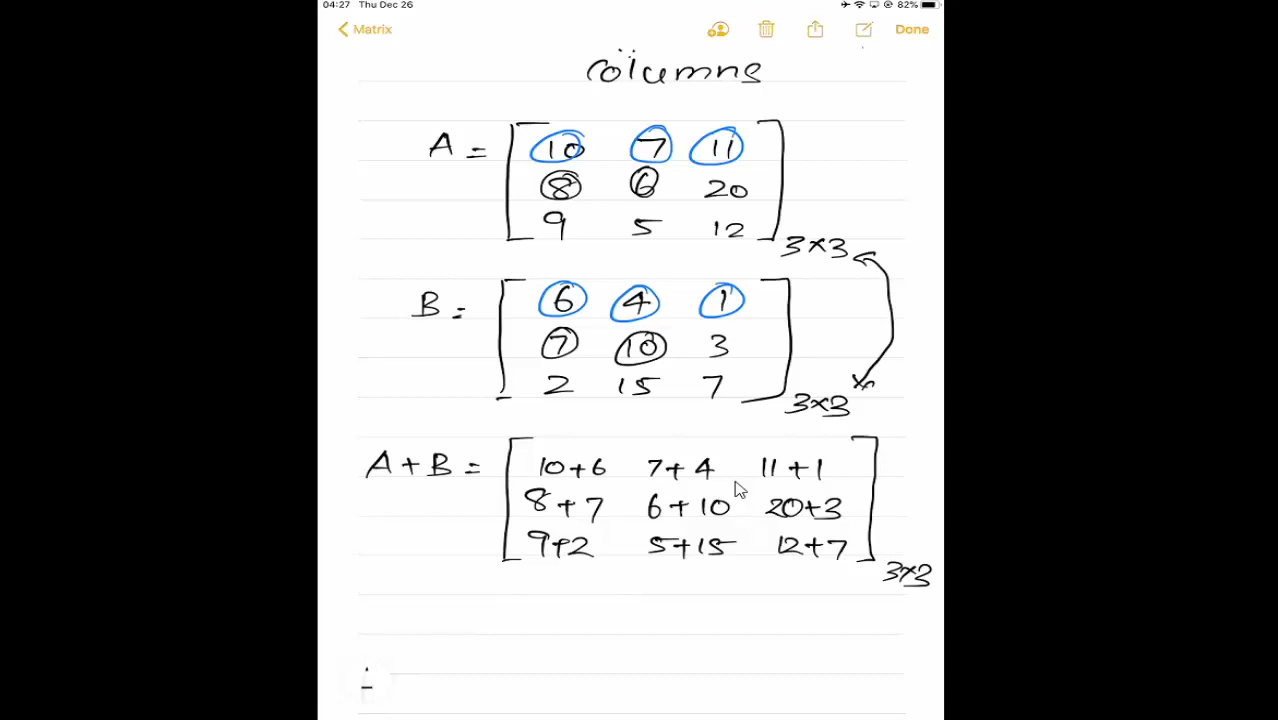 04:27 Thu Dec 26 82%
Matrix Done
columns
A = [ 10 7 11
8 6 20
9 5 12 ] 3×3
B = [ 6 4 1
7 10 3
2 15 7 ] 3×3
A + B = [ 10+6 7+4 11+1
8+7 6+10 20+3
9+2 5+15 12+7 ] 3×3